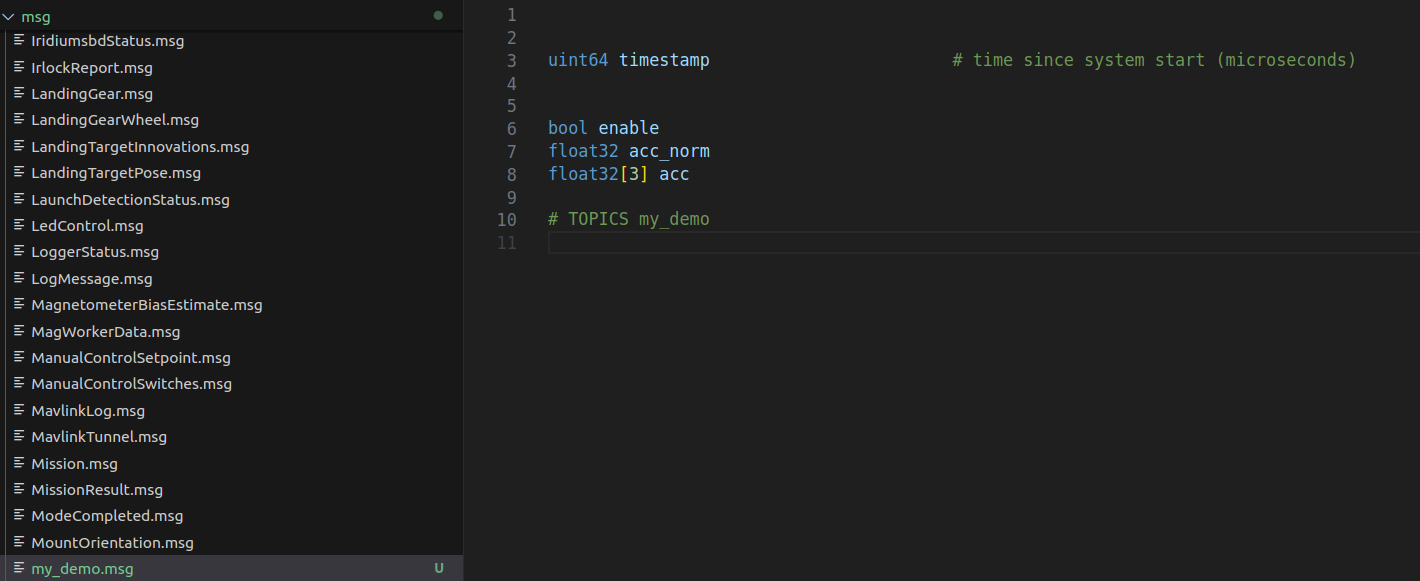 msg
IridiumsbdStatus.msg
IrlockReport.msg
LandingGear.msg
LandingGearWheel.msg
LandingTargetInnovations.msg
LandingTargetPose.msg
LaunchDetectionStatus.msg
LedControl.msg
LoggerStatus.msg
LogMessage.msg
MagnetometerBiasEstimate.msg
MagWorkerData.msg
ManualControlSetpoint.msg
ManualControlSwitches.msg
MavlinkLog.msg
MavlinkTunnel.msg
Mission.msg
MissionResult.msg
ModeCompleted.msg
MountOrientation.msg
my_demo.msg U
1
2
3 uint64 timestamp # time since system start (microseconds)
4
5
6 bool enable
7 float32 acc_norm
8 float32[3] acc
9
10 # TOPICS my_demo
11